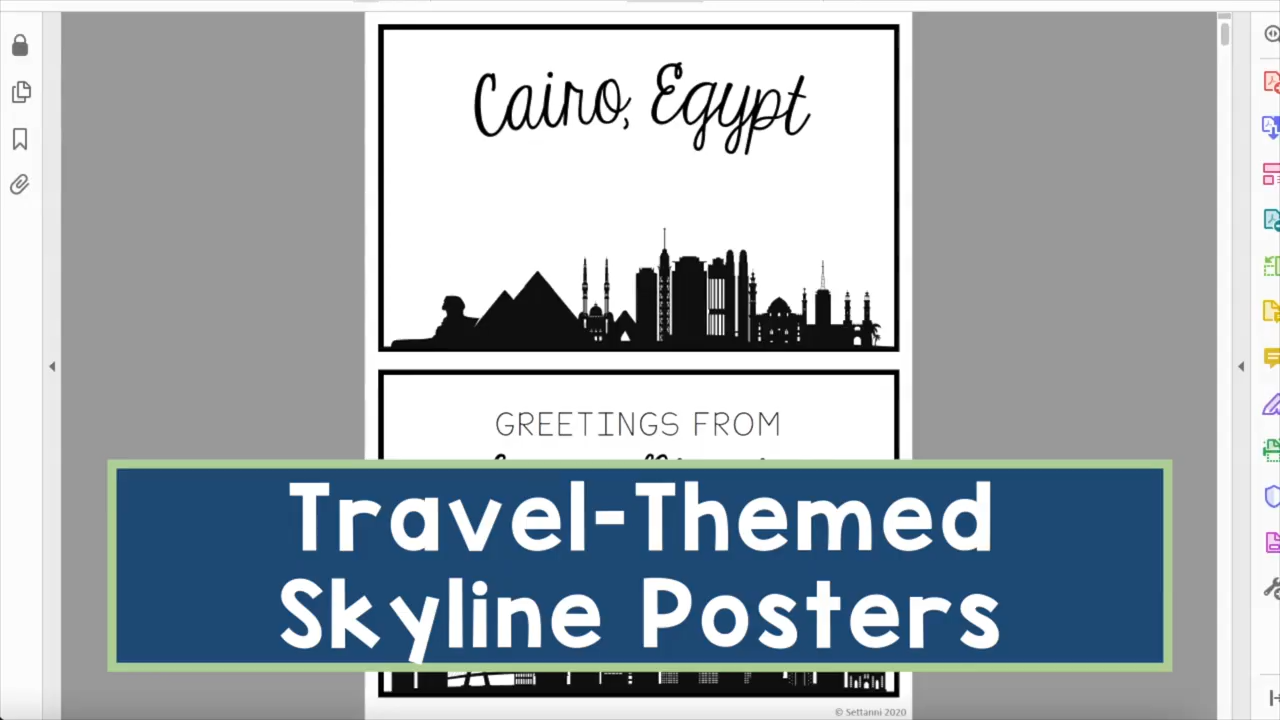 Cairo, Egypt
GREETINGS FROM
Travel-Themed
Skyline Posters
© Settanni 2020